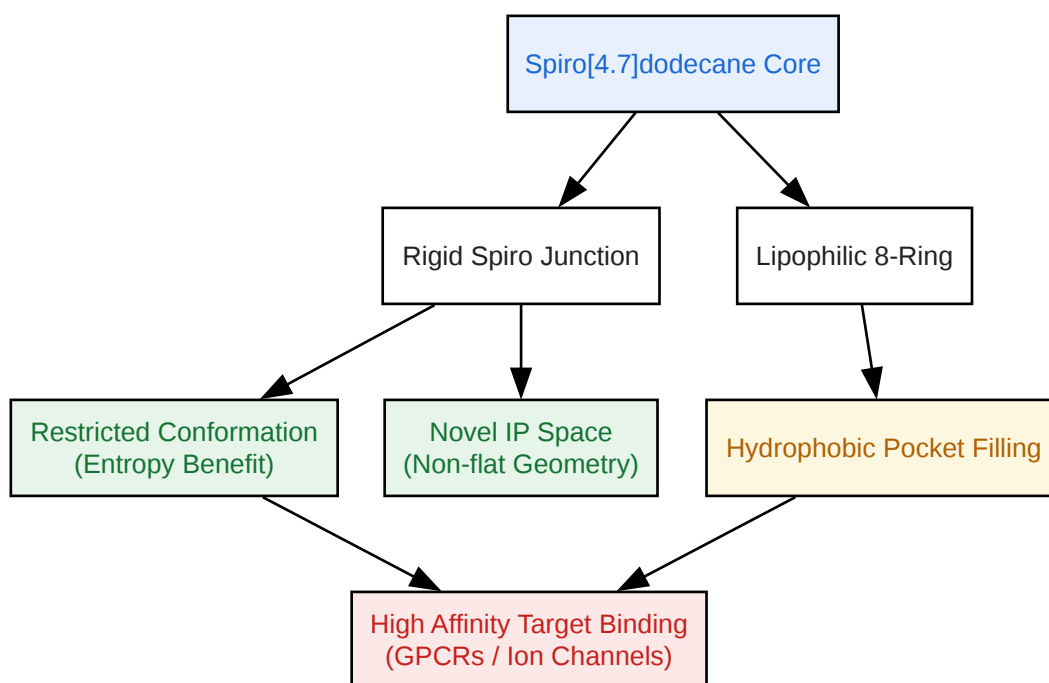 Spiro[4.7]dodecane Core
Rigid Spiro Junction
Lipophilic 8-Ring
Restricted Conformation
(Entropy Benefit)
Novel IP Space
(Non-flat Geometry)
Hydrophobic Pocket Filling
High Affinity Target Binding
(GPCRs / Ion Channels)